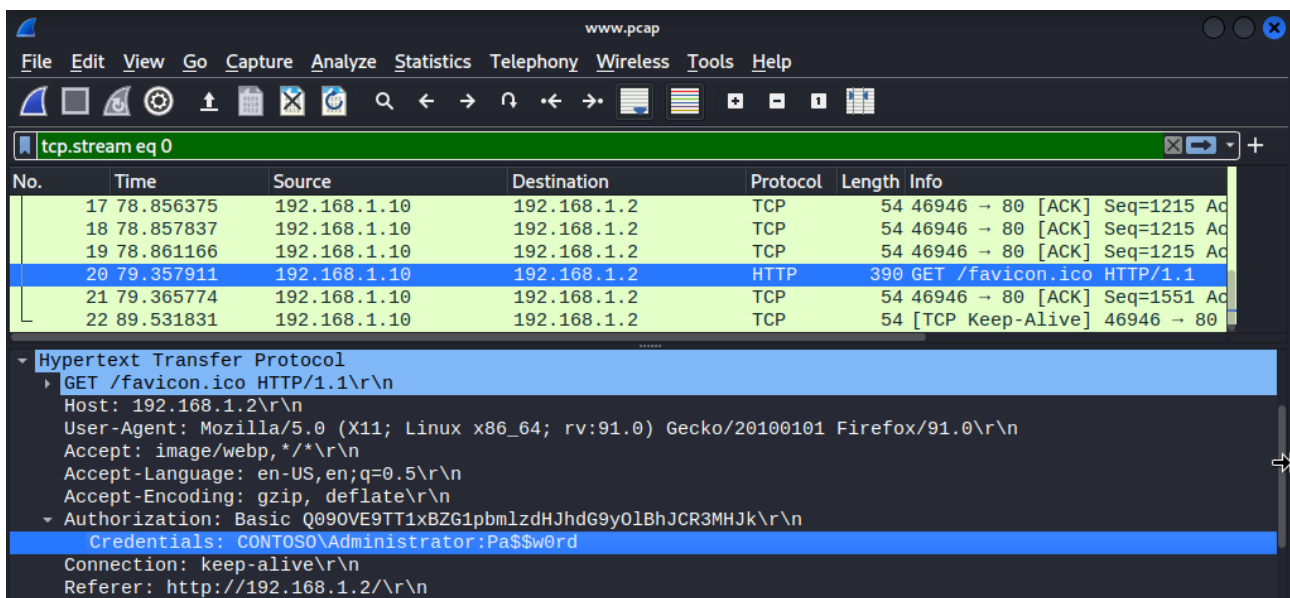 www.pcap
File Edit View Go Capture Analyze Statistics Telephony Wireless Tools Help
tcp.stream eq 0
No. Time Source Destination Protocol Length Info
17 78.856375 192.168.1.10 192.168.1.2 TCP 54 46946 → 80 [ACK] Seq=1215 Ac
18 78.857837 192.168.1.10 192.168.1.2 TCP 54 46946 → 80 [ACK] Seq=1215 Ac
19 78.861166 192.168.1.10 192.168.1.2 TCP 54 46946 → 80 [ACK] Seq=1215 Ac
20 79.357911 192.168.1.10 192.168.1.2 HTTP 390 GET /favicon.ico HTTP/1.1
21 79.365774 192.168.1.10 192.168.1.2 TCP 54 46946 → 80 [ACK] Seq=1551 Ac
22 89.531831 192.168.1.10 192.168.1.2 TCP 54 [TCP Keep-Alive] 46946 → 80
Hypertext Transfer Protocol
GET /favicon.ico HTTP/1.1\r\n
Host: 192.168.1.2\r\n
User-Agent: Mozilla/5.0 (X11; Linux x86_64; rv:91.0) Gecko/20100101 Firefox/91.0\r\n
Accept: image/webp,*/*\r\n
Accept-Language: en-US,en;q=0.5\r\n
Accept-Encoding: gzip, deflate\r\n
Authorization: Basic Q09OVE9TT1xBZG1pbmlzdHJhdG9yOlBhJCR3MHJk\r\n
Credentials: CONTOSO\Administrator:Pa$$w0rd
Connection: keep-alive\r\n
Referer: http://192.168.1.2/\r\n